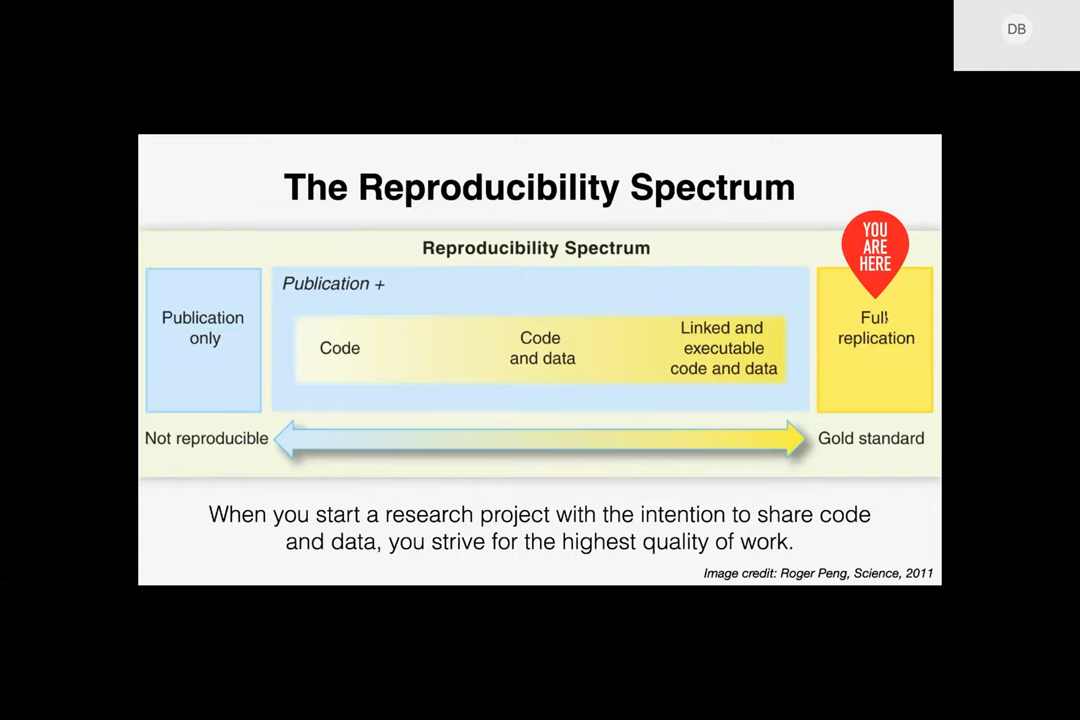 DB
The Reproducibility Spectrum
Reproducibility Spectrum
YOU
ARE
HERE
Publication +
Publication
only
Code
Code
and data
Linked and
executable
code and data
Full
replication
Not reproducible
Gold standard
When you start a research project with the intention to share code
and data, you strive for the highest quality of work.
Image credit: Roger Peng, Science, 2011